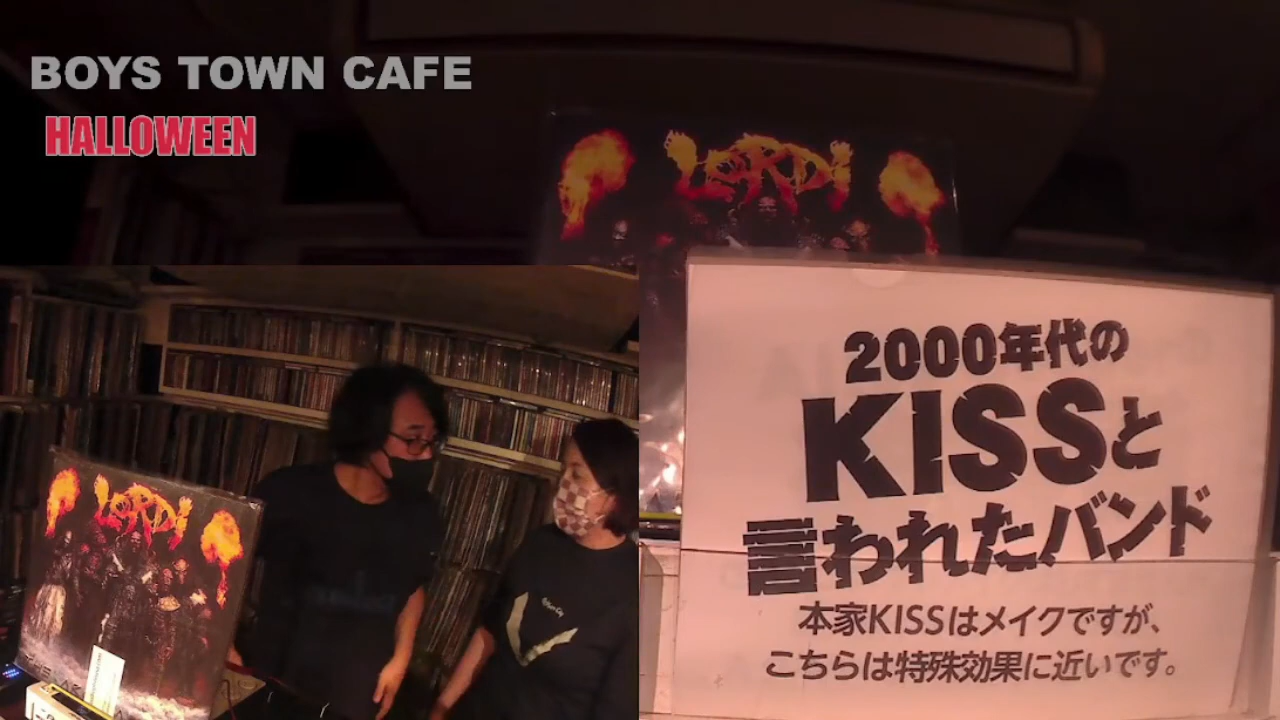 BOYS TOWN CAFE
HALLOWEEN
LORDI
2000年代の
KISSと
言われたバンド
本家KISSはメイクですが、
こちらは特殊効果に近いです。
LORDI